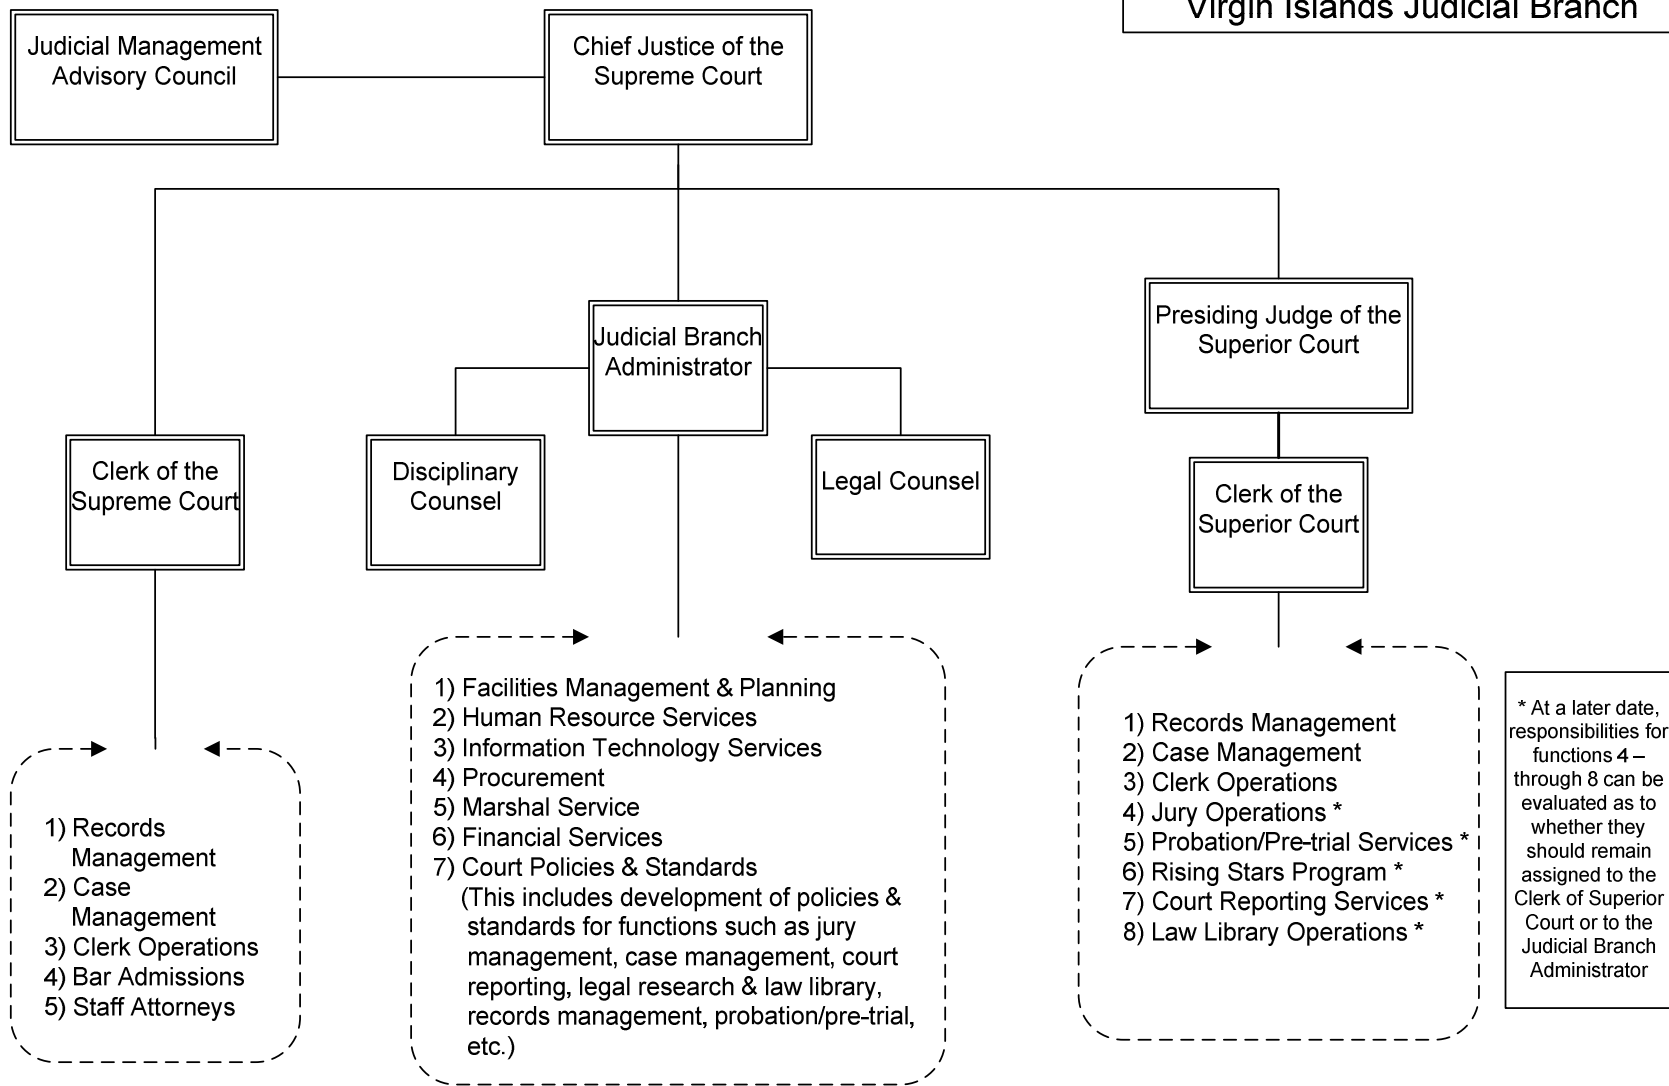 Virgin Islands Judicial Branch
Judicial Management
Advisory Council
Chief Justice of the
Supreme Court
Judicial Branch
Administrator
Presiding Judge of the
Superior Court
Clerk of the
Supreme Court
Disciplinary
Counsel
Legal Counsel
Clerk of the
Superior Court
1) Records
Management
2) Case
Management
3) Clerk Operations
4) Bar Admissions
5) Staff Attorneys
1) Facilities Management & Planning
2) Human Resource Services
3) Information Technology Services
4) Procurement
5) Marshal Service
6) Financial Services
7) Court Policies & Standards
(This includes development of policies &
standards for functions such as jury
management, case management, court
reporting, legal research & law library,
records management, probation/pre-trial,
etc.)
1) Records Management
2) Case Management
3) Clerk Operations
4) Jury Operations *
5) Probation/Pre-trial Services *
6) Rising Stars Program *
7) Court Reporting Services *
8) Law Library Operations *
* At a later date,
responsibilities for
functions 4 –
through 8 can be
evaluated as to
whether they
should remain
assigned to the
Clerk of Superior
Court or to the
Judicial Branch
Administrator